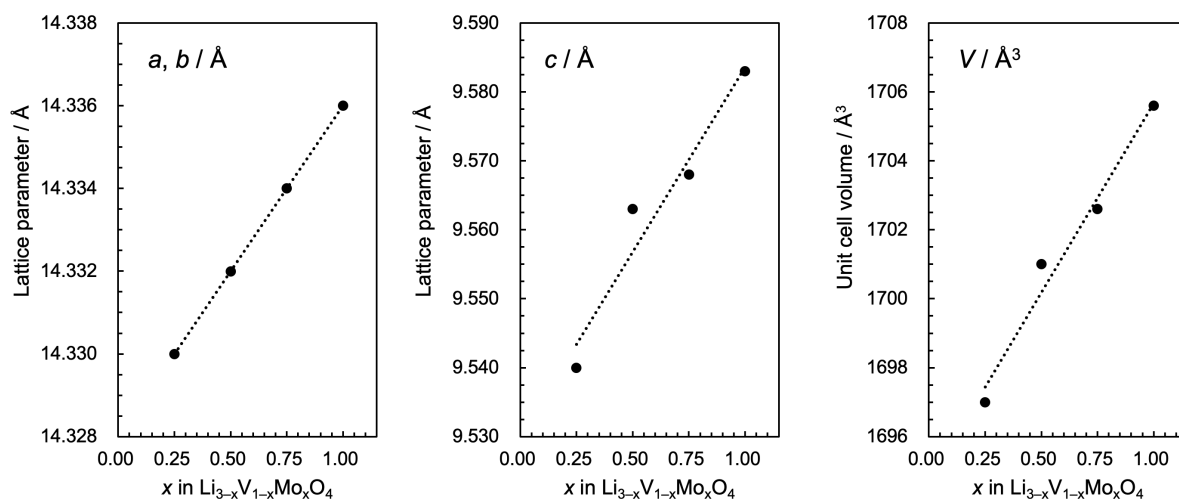 a, b / Å
Lattice parameter / Å
14.338
14.336
14.334
14.332
14.330
14.328
0.00 0.25 0.50 0.75 1.00
x in Li₃₋ₓV₁₋ₓMoₓO₄
c / Å
Lattice parameter / Å
9.590
9.580
9.570
9.560
9.550
9.540
9.530
0.00 0.25 0.50 0.75 1.00
x in Li₃₋ₓV₁₋ₓMoₓO₄
V / Å³
Unit cell volume / Å³
1708
1706
1704
1702
1700
1698
1696
0.00 0.25 0.50 0.75 1.00
x in Li₃₋ₓV₁₋ₓMoₓO₄